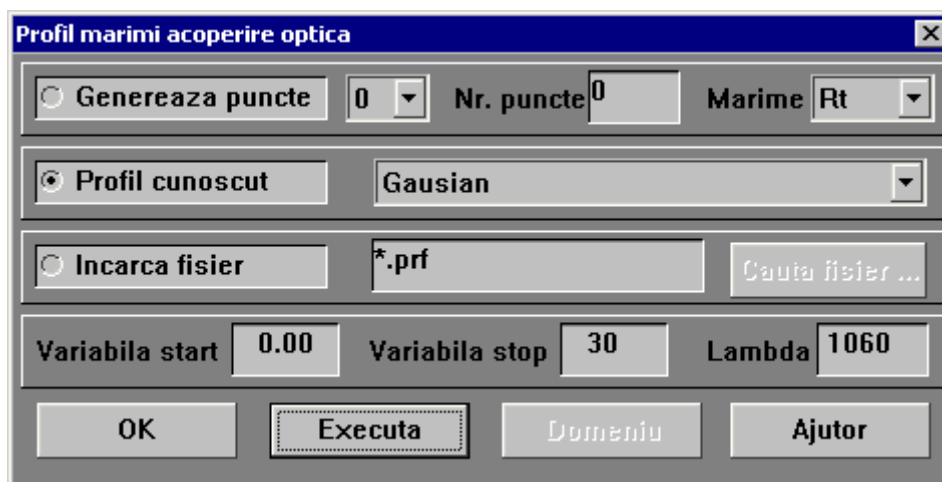 Profil marimi acoperire optica
Genereaza puncte 0 Nr. puncte 0 Marime Rt
Profil cunoscut Gausian
Incarca fisier *.prf Cauta fisier ...
Variabila start 0.00 Variabila stop 30 Lambda 1060
OK Executa Domeniu Ajutor